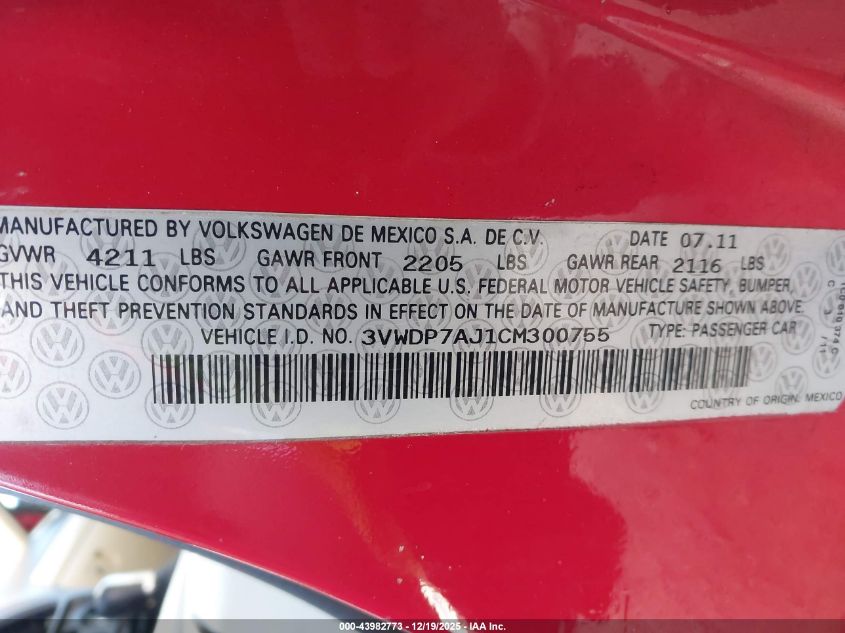 MANUFACTURED BY VOLKSWAGEN DE MEXICO S.A. DE C.V. DATE 07.11
GVWR 4211 LBS GAWR FRONT 2205 LBS GAWR REAR 2116 LBS
THIS VEHICLE CONFORMS TO ALL APPLICABLE U.S. FEDERAL MOTOR VEHICLE SAFETY, BUMPER,
AND THEFT PREVENTION STANDARDS IN EFFECT ON THE DATE OF MANUFACTURE SHOWN ABOVE.
VEHICLE I.D. NO. 3VWDP7AJ1CM300755 TYPE: PASSENGER CAR
COUNTRY OF ORIGIN: MEXICO
000-43982773 – 12/19/2025 – IAA Inc.